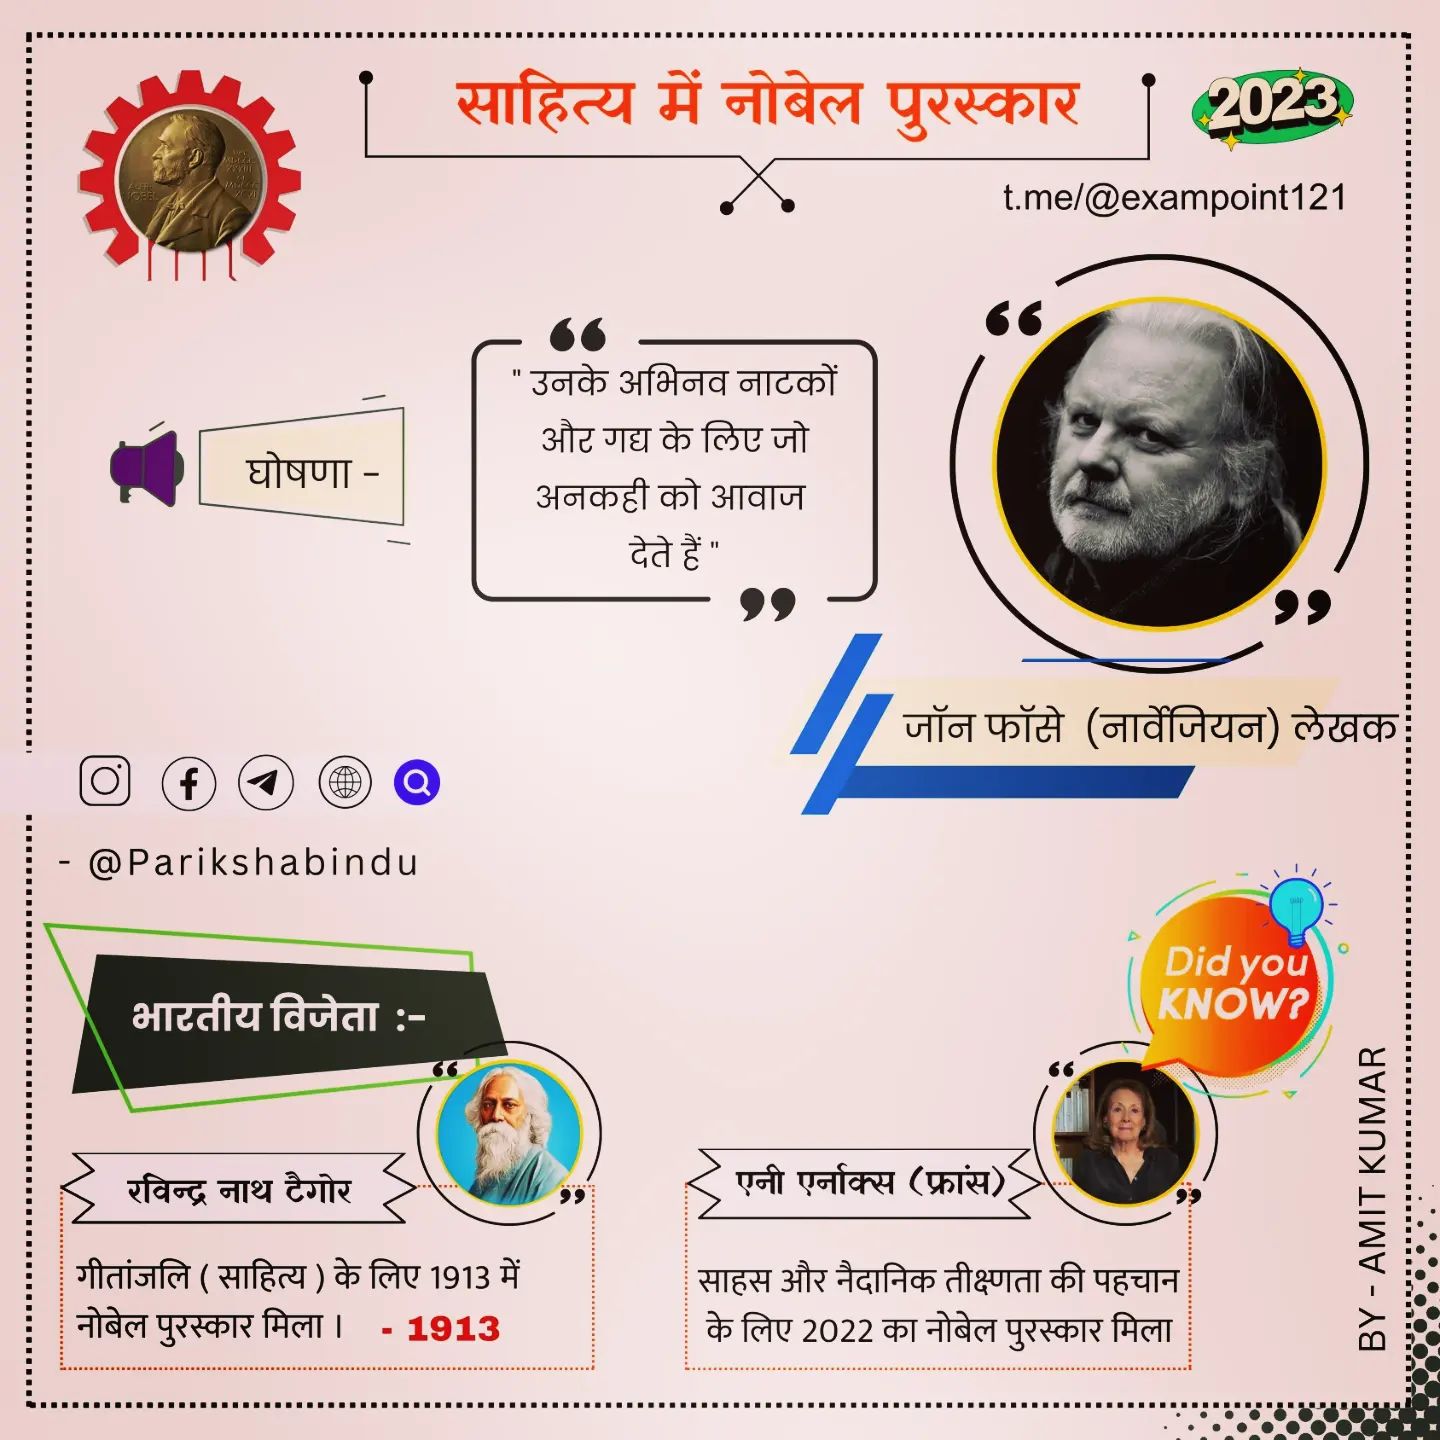 साहित्य में नोबेल पुरस्कार
2023
t.me/@exampoint121
घोषणा -
" उनके अभिनव नाटकों
और गद्य के लिए जो
अनकही को आवाज
देते हैं "
जॉन फॉसे (नार्वेजियन) लेखक
- @Parikshabindu
भारतीय विजेता :-
Did you
KNOW?
रविन्द्र नाथ टैगोर
गीतांजलि ( साहित्य ) के लिए 1913 में
नोबेल पुरस्कार मिला । - 1913
एनी एर्नाक्स (फ्रांस)
साहस और नैदानिक तीक्ष्णता की पहचान
के लिए 2022 का नोबेल पुरस्कार मिला
BY - AMIT KUMAR